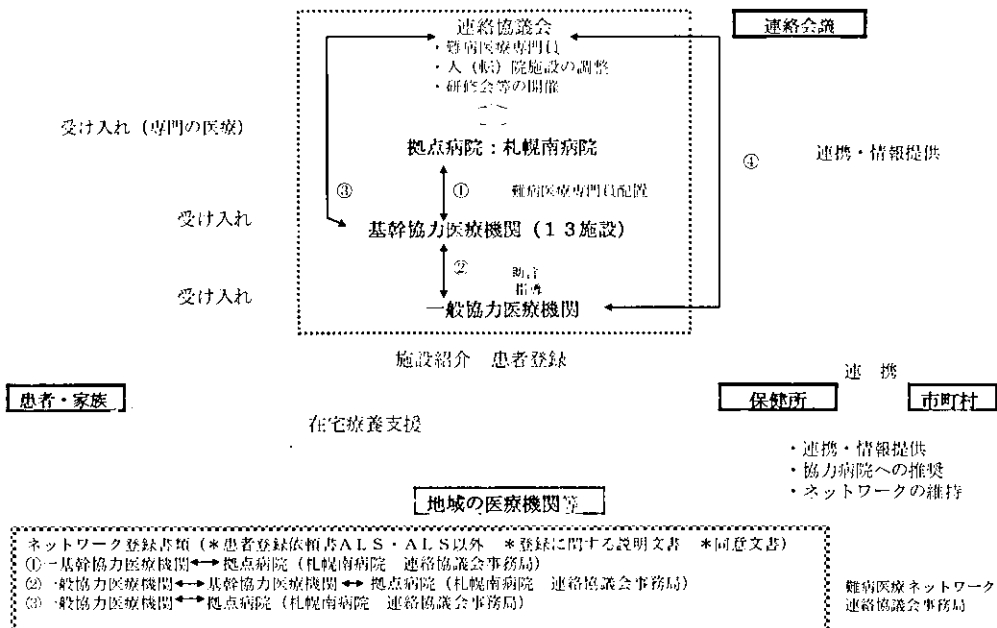 連絡協議会
・難病医療専門員
・入（転）院施設の調整
・研修会等の開催
連絡会議
受け入れ（専門の医療）
拠点病院：札幌南病院
④
連携・情報提供
③
①
難病医療専門員配置
受け入れ
基幹協力医療機関（１３施設）
②
助言
指導
受け入れ
一般協力医療機関
施設紹介　患者登録
連　携
患者・家族
保健所
市町村
在宅療養支援
・連携・情報提供
・協力病院への推奨
・ネットワークの維持
地域の医療機関等
ネットワーク登録書類（＊患者登録依頼書ＡＬＳ・ＡＬＳ以外　＊登録に関する説明文書　＊同意文書）
①一基幹協力医療機関↔拠点病院（札幌南病院　連絡協議会事務局）
②一般協力医療機関↔基幹協力医療機関↔拠点病院（札幌南病院　連絡協議会事務局）
③一般協力医療機関↔拠点病院（札幌南病院　連絡協議会事務局）
難病医療ネットワーク
連絡協議会事務局